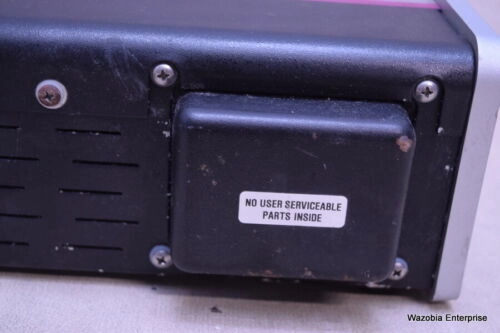 NO USER SERVICEABLE
PARTS INSIDE
Wazobia Enterprise